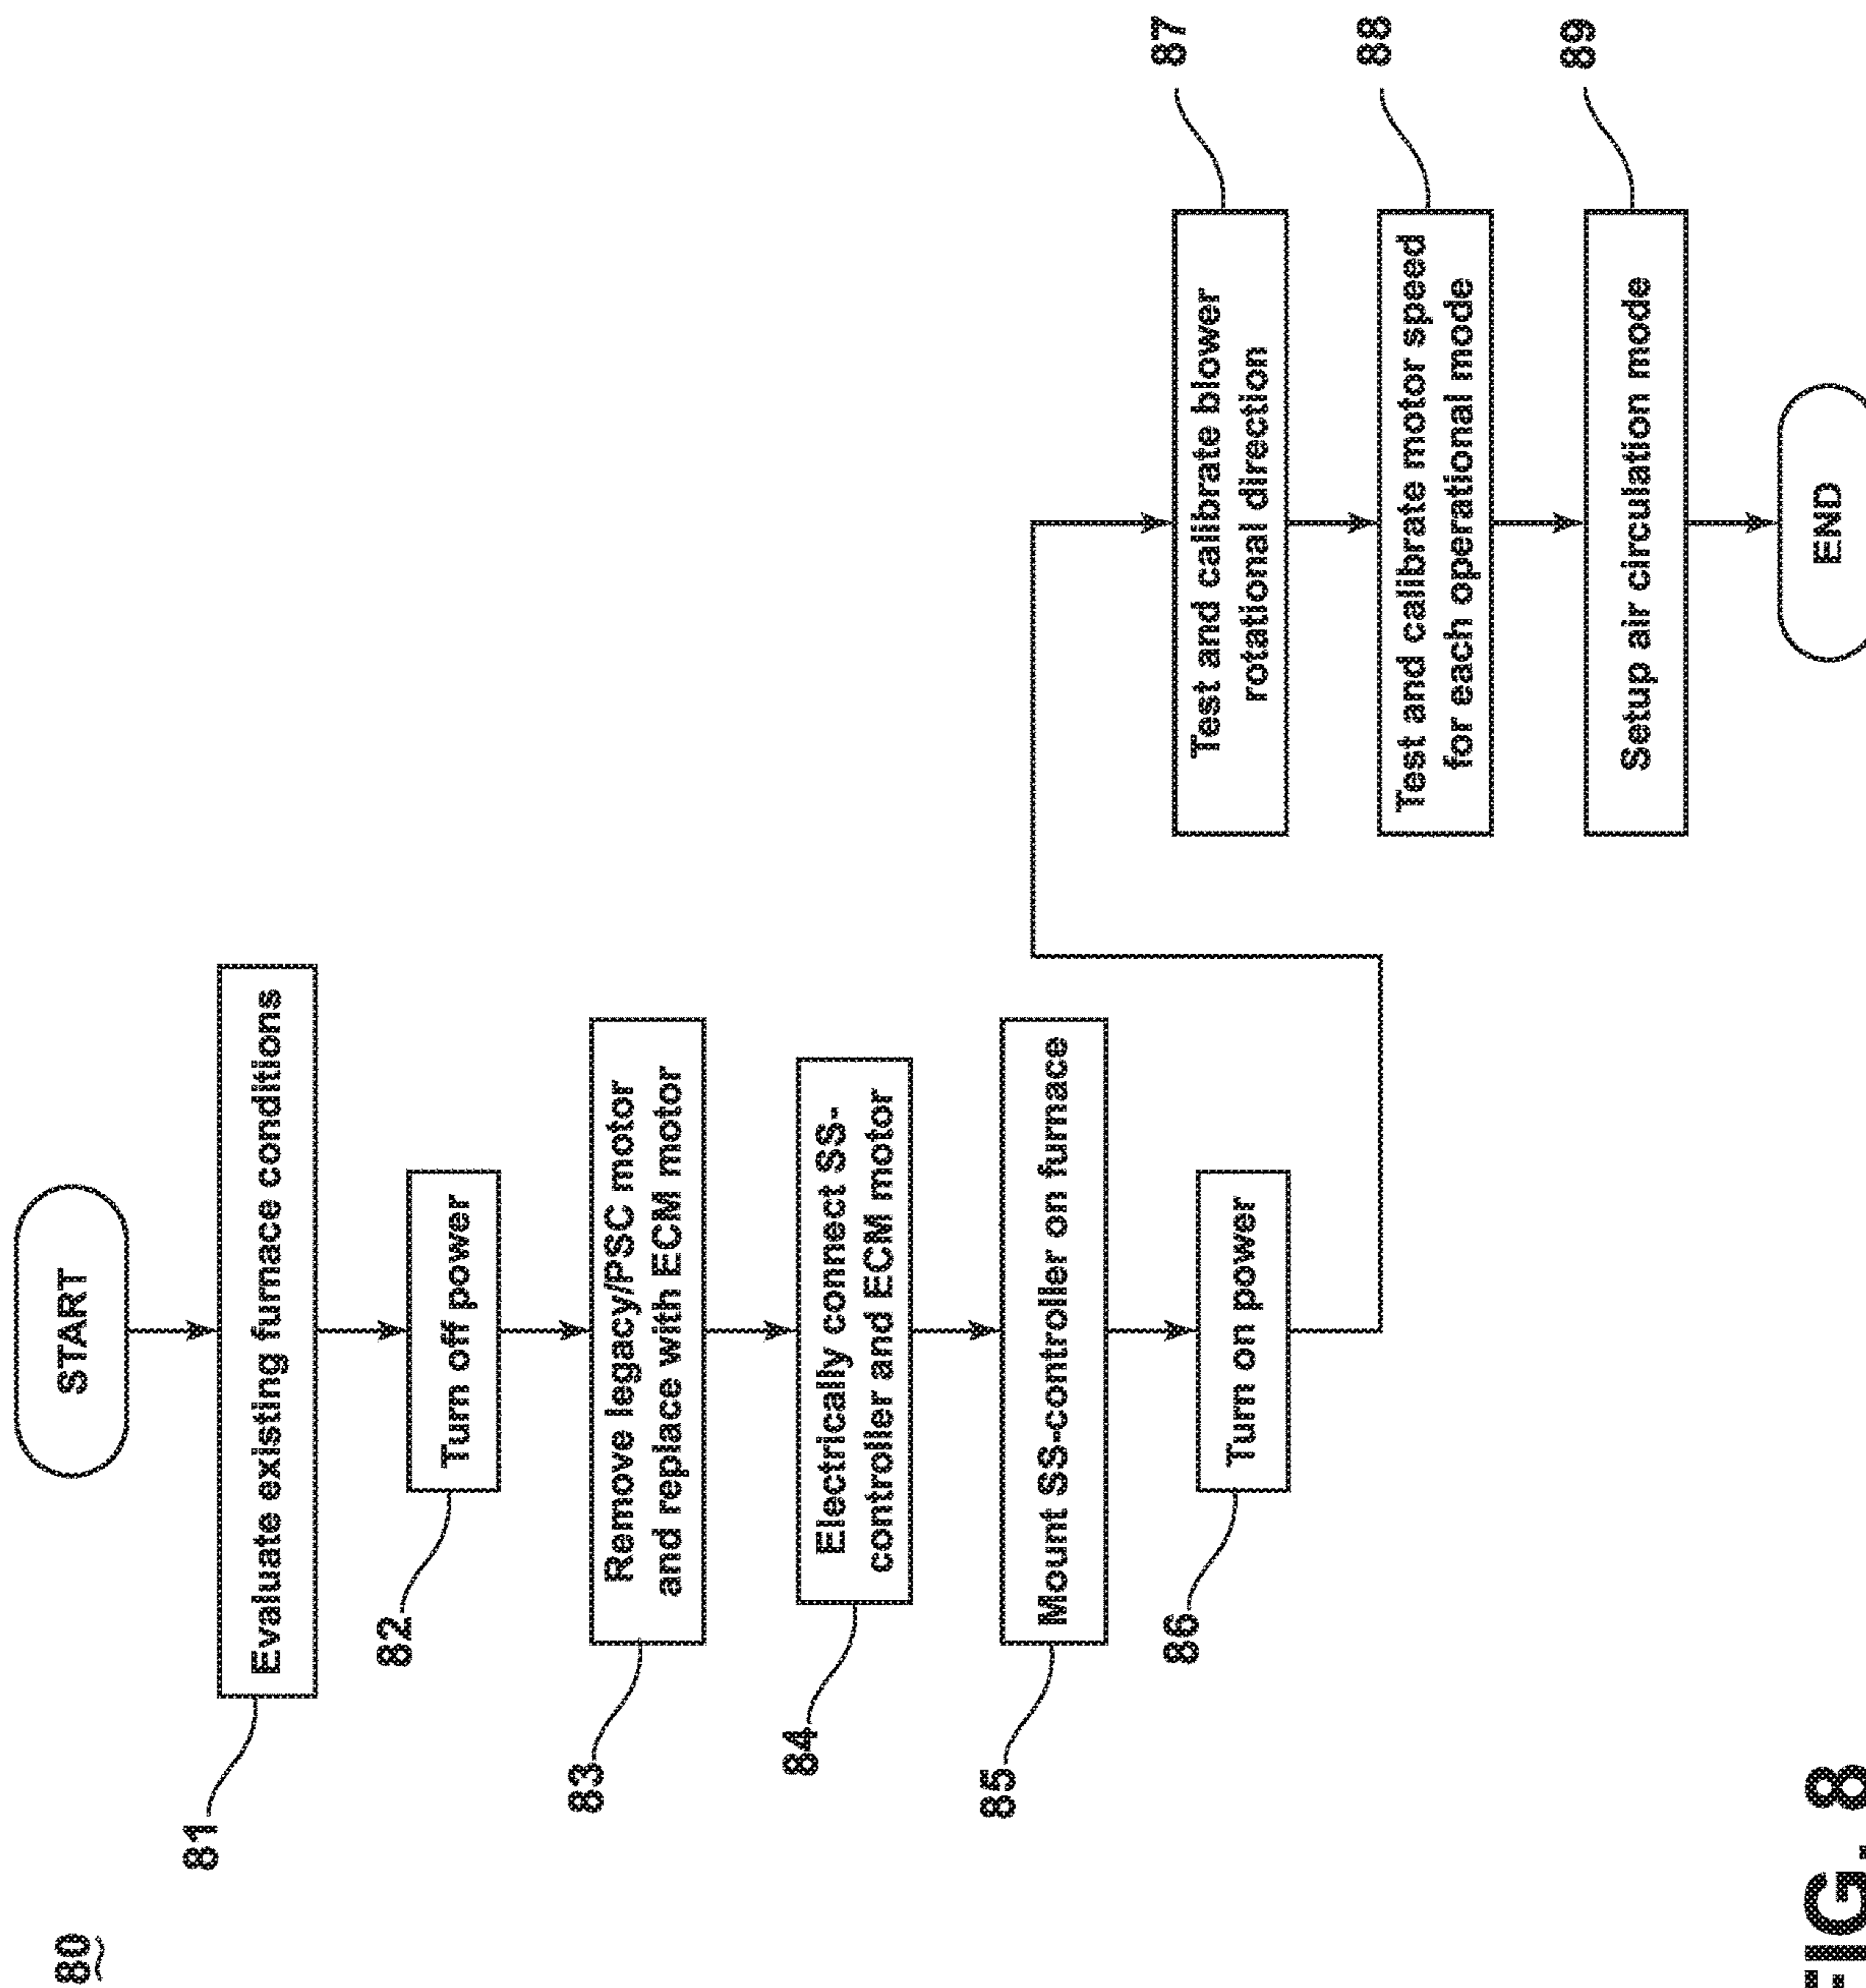 80
START
81
Evaluate existing furnace conditions
82
Turn off power
83
Remove legacy/PSC motor
and replace with ECM motor
84
Electrically connect SS-
controller and ECM motor
85
Mount SS-controller on furnace
86
Turn on power
87
Test and calibrate blower
rotational direction
88
Test and calibrate motor speed
for each operational mode
89
Setup air circulation mode
END
FIG. 8